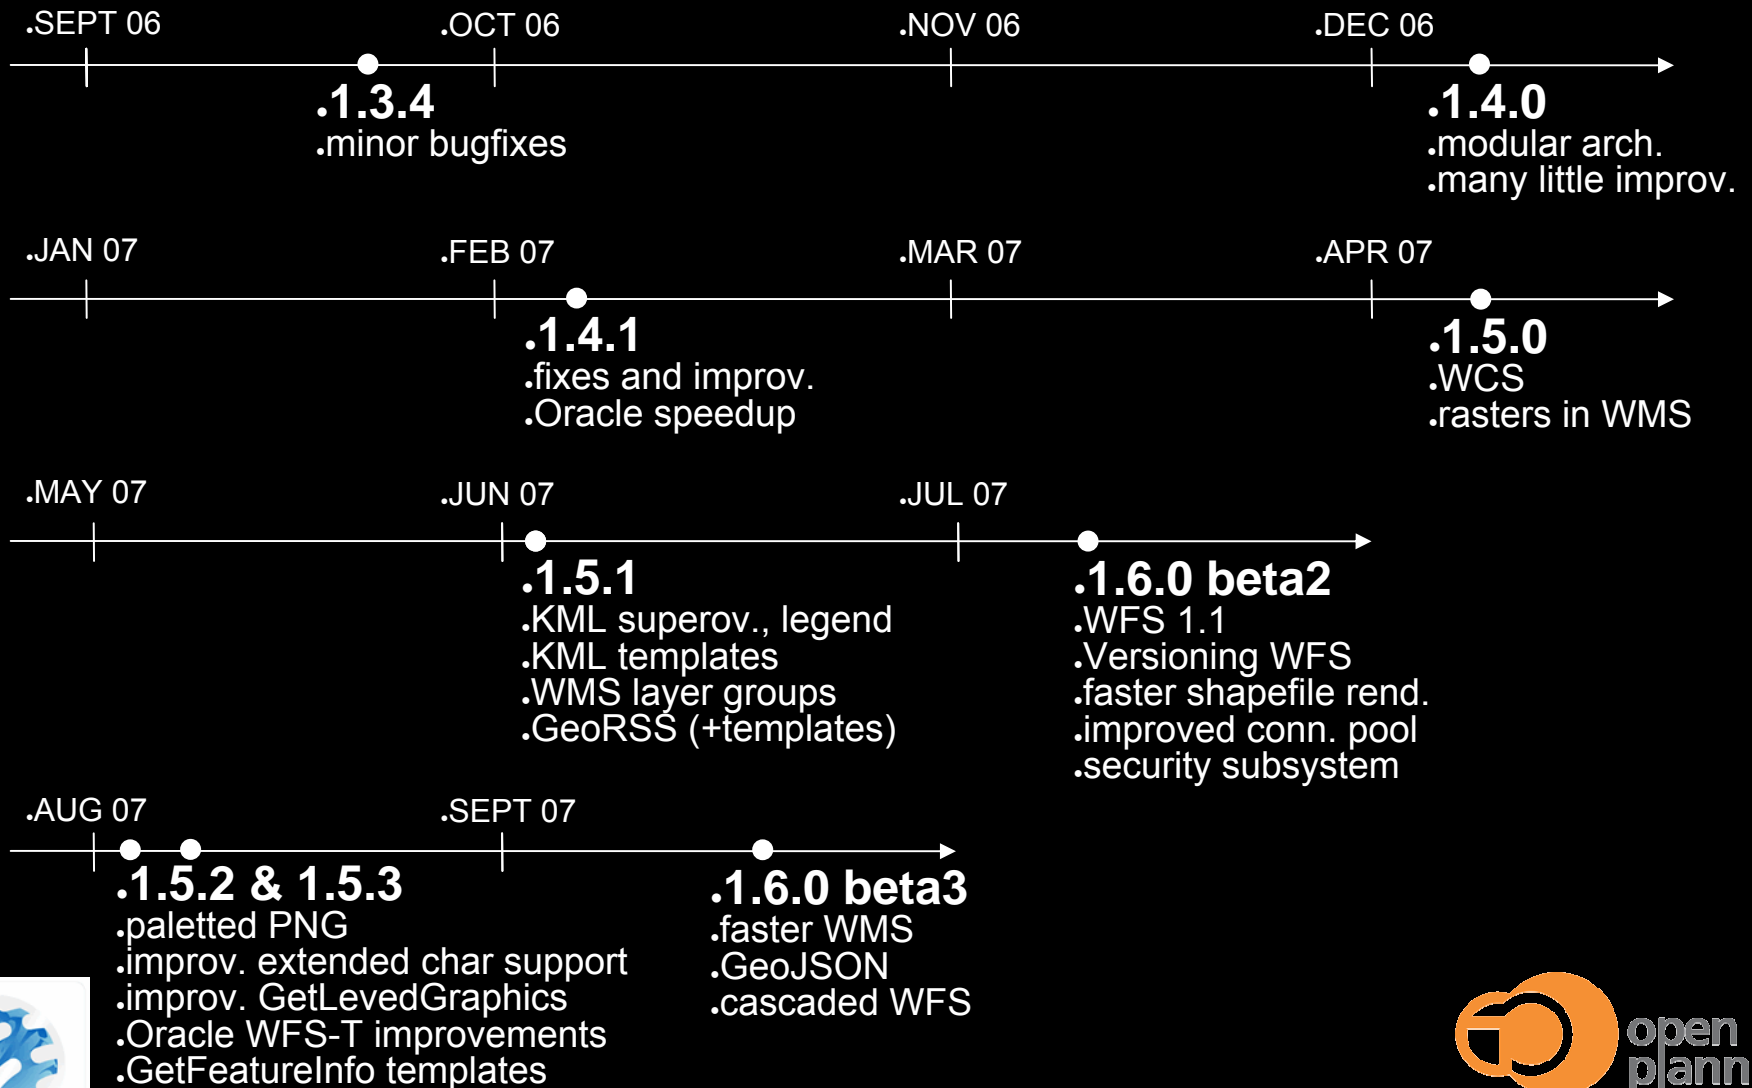 .SEPT 06 .OCT 06 .NOV 06 .DEC 06
.1.3.4
.minor bugfixes
.1.4.0
.modular arch.
.many little improv.
.JAN 07 .FEB 07 .MAR 07 .APR 07
.1.4.1
.fixes and improv.
.Oracle speedup
.1.5.0
.WCS
.rasters in WMS
.MAY 07 .JUN 07 .JUL 07
.1.5.1
.KML superov., legend
.KML templates
.WMS layer groups
.GeoRSS (+templates)
.1.6.0 beta2
.WFS 1.1
.Versioning WFS
.faster shapefile rend.
.improved conn. pool
.security subsystem
.AUG 07 .SEPT 07
.1.5.2 & 1.5.3
.paletted PNG
.improv. extended char support
.improv. GetLevedGraphics
.Oracle WFS-T improvements
.GetFeatureInfo templates
.1.6.0 beta3
.faster WMS
.GeoJSON
.cascaded WFS
open
plann